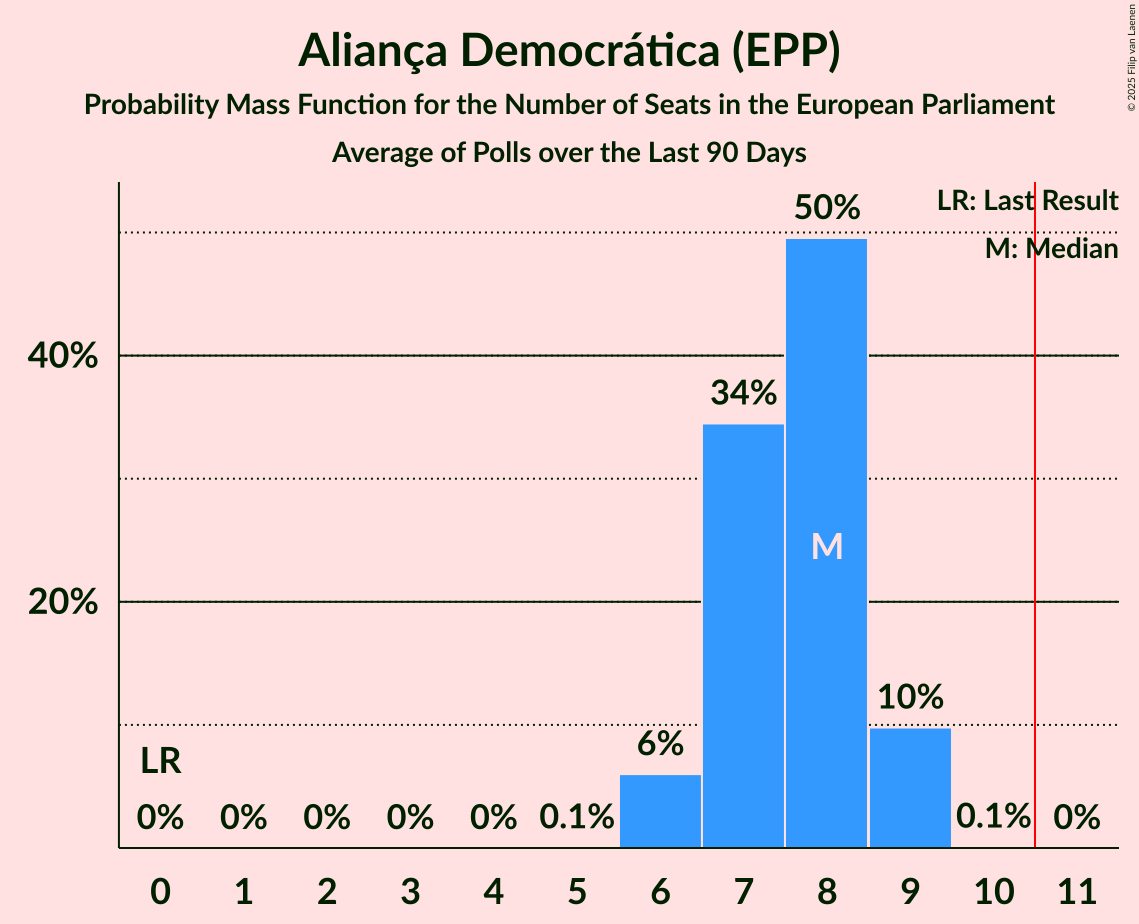 Aliança Democrática (EPP)
Probability Mass Function for the Number of Seats in the European Parliament
Average of Polls over the Last 90 Days
© 2025 Filip van Laenen
LR: Last Result
M: Median
50%
40%
34%
M
20%
10%
6%
LR
0% 0% 0% 0% 0% 0.1% 0.1% 0%
0 1 2 3 4 5 6 7 8 9 10 11